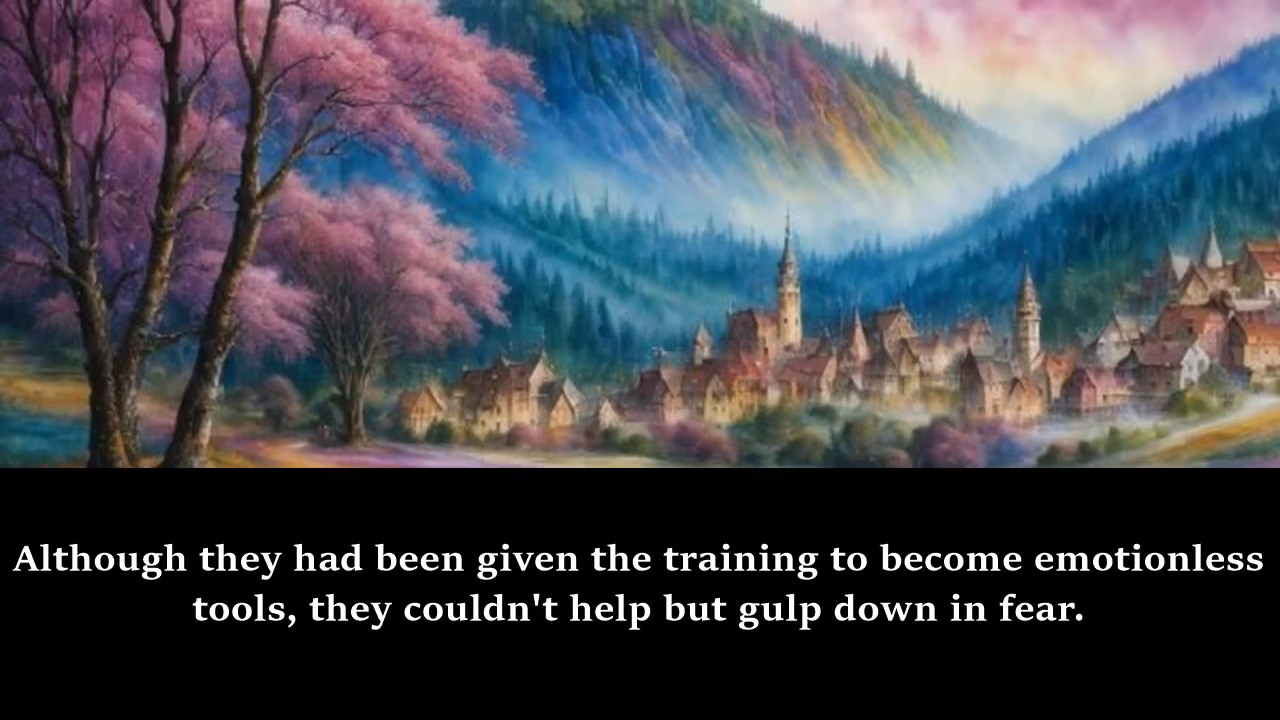 Although they had been given the training to become emotionless
tools, they couldn't help but gulp down in fear.